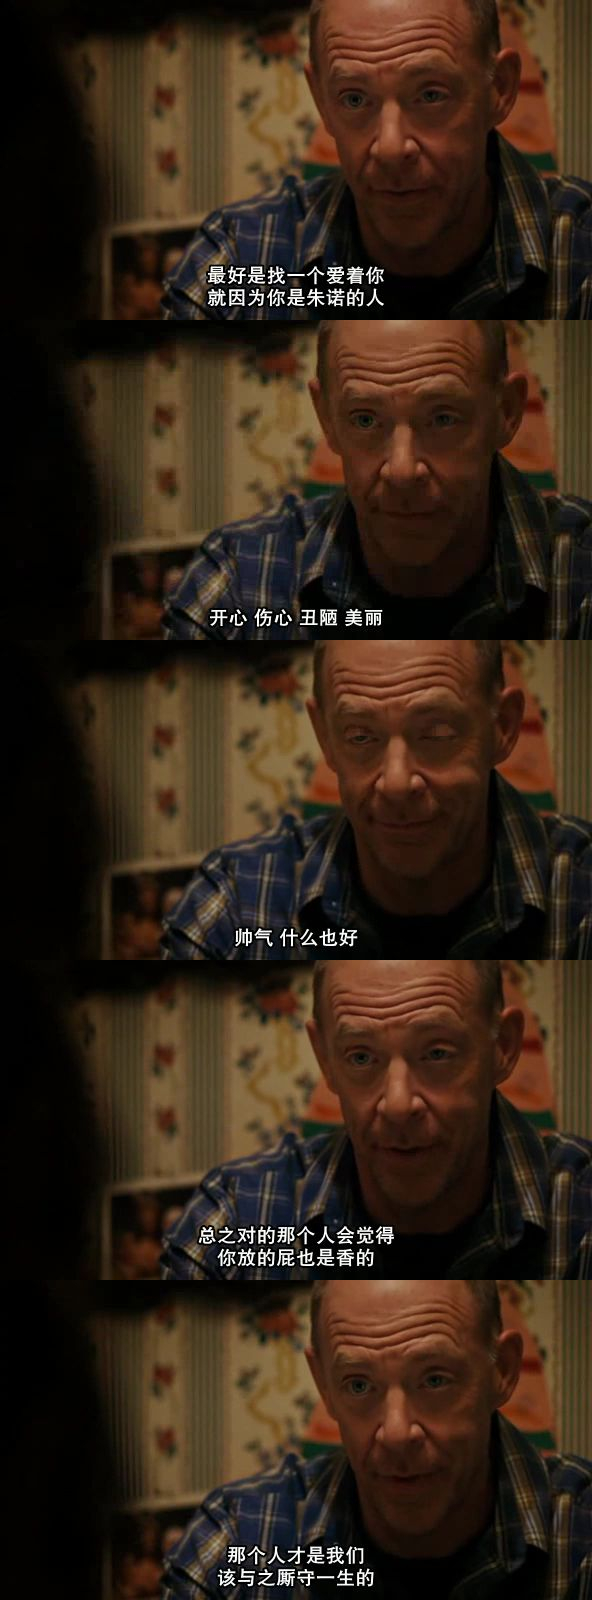 最好是找一个爱着你
就因为你是朱诺的人
开心 伤心 丑陋 美丽
帅气 什么也好
总之对的那个人会觉得
你放的屁也是香的
那个人才是我们
该与之厮守一生的